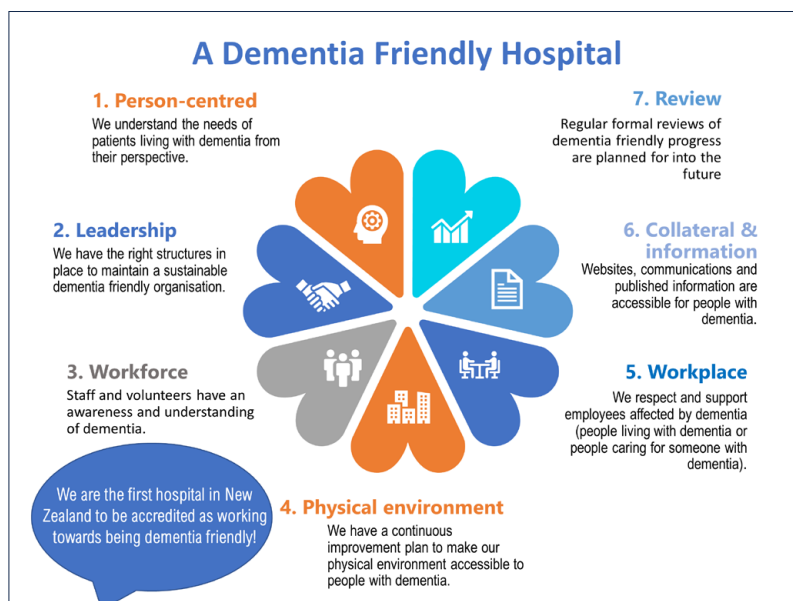 A Dementia Friendly Hospital
1. Person-centred
We understand the needs of
patients living with dementia from
their perspective.
2. Leadership
We have the right structures in
place to maintain a sustainable
dementia friendly organisation.
3. Workforce
Staff and volunteers have an
awareness and understanding
of dementia.
We are the first hospital in New
Zealand to be accredited as working
towards being dementia friendly!
4. Physical environment
We have a continuous
improvement plan to make our
physical environment accessible to
people with dementia.
5. Workplace
We respect and support
employees affected by dementia
(people living with dementia or
people caring for someone with
dementia).
6. Collateral &
information
Websites, communications and
published information are
accessible for people with
dementia.
7. Review
Regular formal reviews of
dementia friendly progress
are planned for into the
future